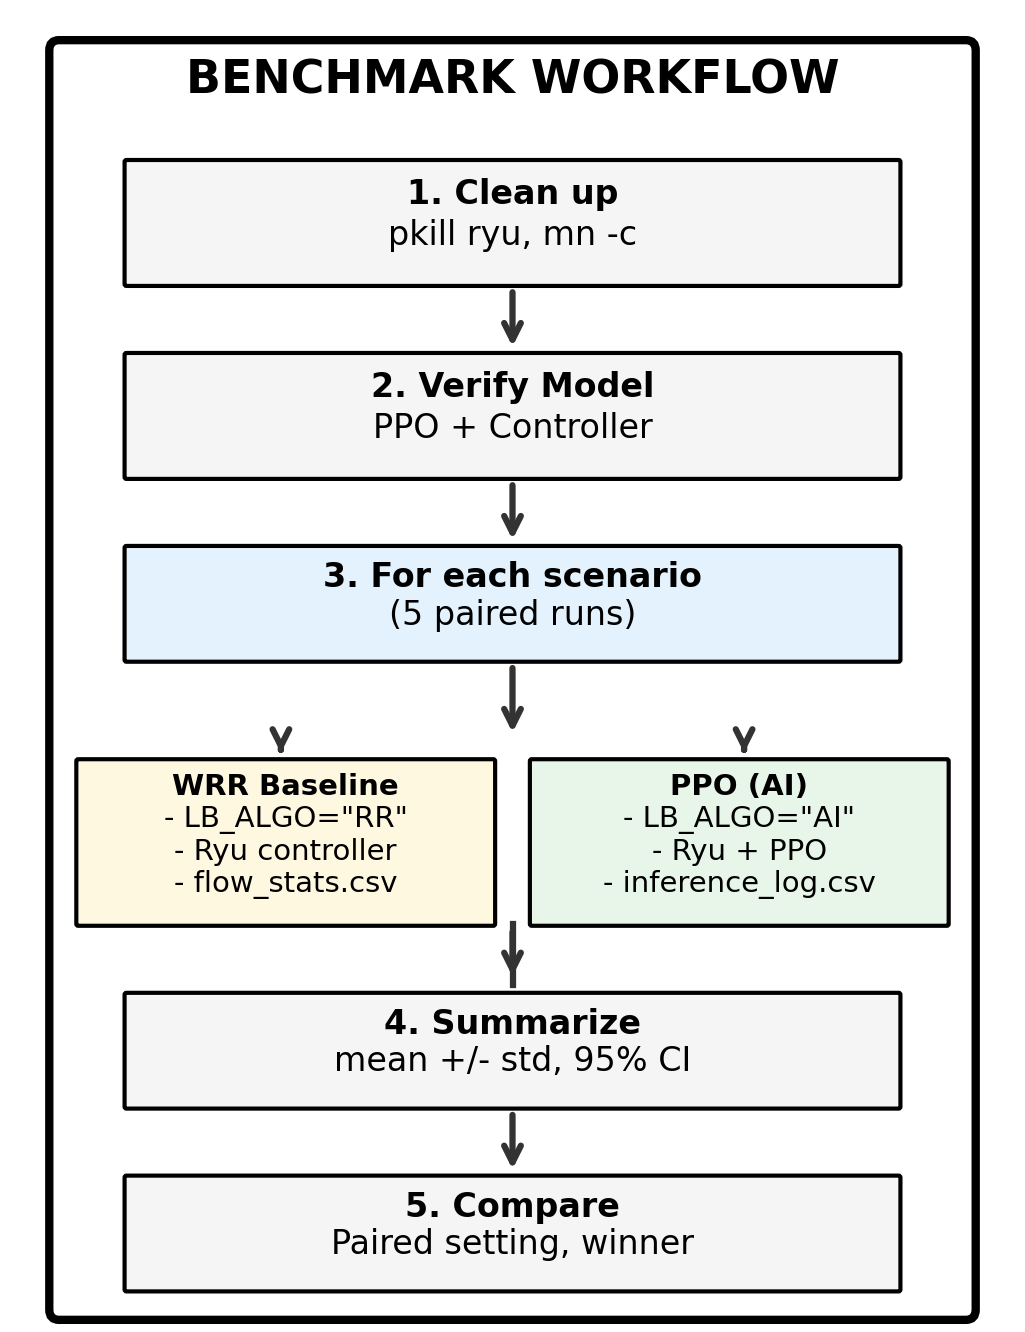 BENCHMARK WORKFLOW
1. Clean up
pkill ryu, mn -c
2. Verify Model
PPO + Controller
3. For each scenario
(5 paired runs)
WRR Baseline
- LB_ALGO="RR"
- Ryu controller
- flow_stats.csv
PPO (AI)
- LB_ALGO="AI"
- Ryu + PPO
- inference_log.csv
4. Summarize
mean +/- std, 95% CI
5. Compare
Paired setting, winner